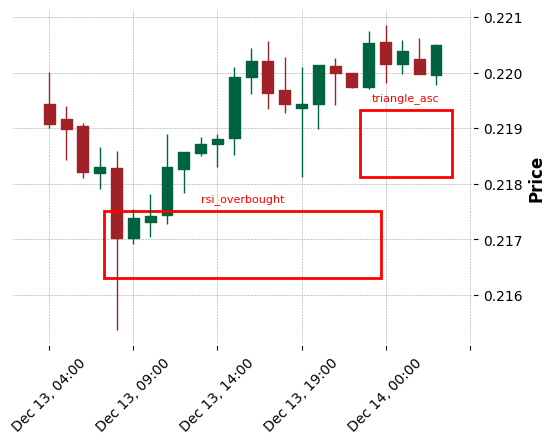 0.221
0.220
triangle_asc
0.219
0.218
rsi_overbought
0.217
0.216
Price
Dec 13, 04:00
Dec 13, 09:00
Dec 13, 14:00
Dec 13, 19:00
Dec 14, 00:00